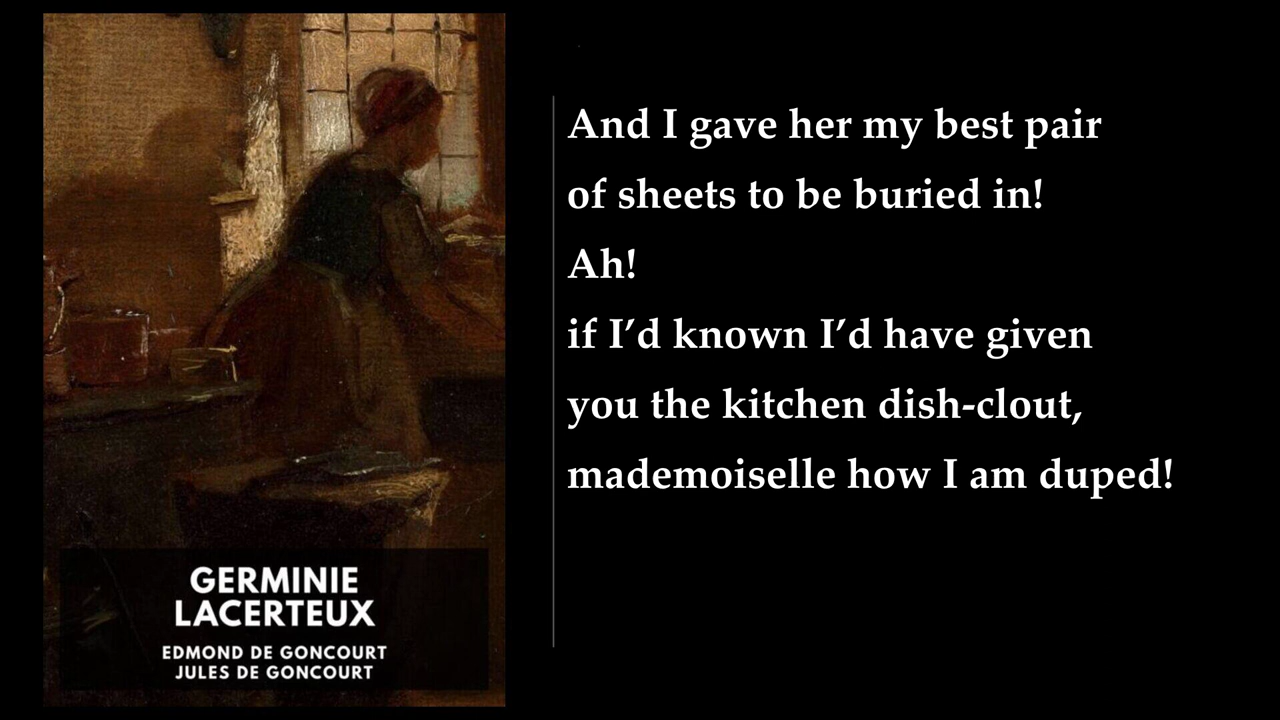 And I gave her my best pair
of sheets to be buried in!
Ah!
if I’d known I’d have given
you the kitchen dish-clout,
mademoiselle how I am duped!
GERMINIE
LACERTEUX
EDMOND DE GONCOURT
JULES DE GONCOURT